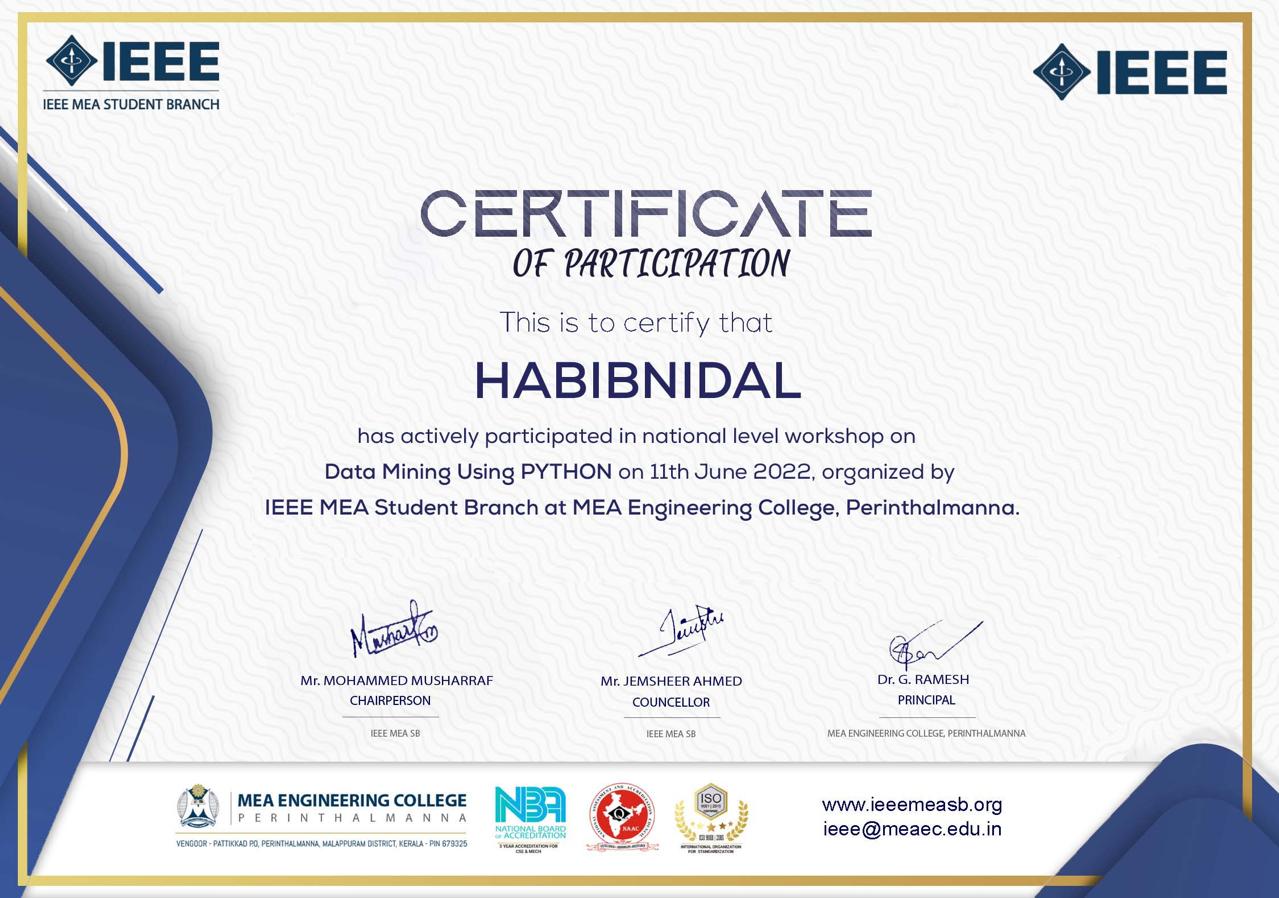 IEEE
IEEE MEA STUDENT BRANCH
IEEE
CERTIFICATE
OF PARTICIPATION
This is to certify that
HABIBNIDAL
has actively participated in national level workshop on
Data Mining Using PYTHON on 11th June 2022, organized by
IEEE MEA Student Branch at MEA Engineering College, Perinthalmanna.
Mr. MOHAMMED MUSHARRAF
CHAIRPERSON
IEEE MEA SB
Mr. JEMSHEER AHMED
COUNCELLOR
IEEE MEA SB
Dr. G. RAMESH
PRINCIPAL
MEA ENGINEERING COLLEGE, PERINTHALMANNA
MEA ENGINEERING COLLEGE
PERINTHALMANNA
VENGOOR - PATTIKKAD PO, PERINTHALMANNA, MALAPPURAM DISTRICT, KERALA - PIN 679325
NBA
NATIONAL BOARD
OF ACCREDITATION
3 YEAR ACCREDITATION FOR
CSE & MECH
NAAC
ISO
INTERNATIONAL ORGANIZATION
FOR STANDARDIZATION
www.ieeemeasb.org
ieee@meaec.edu.in